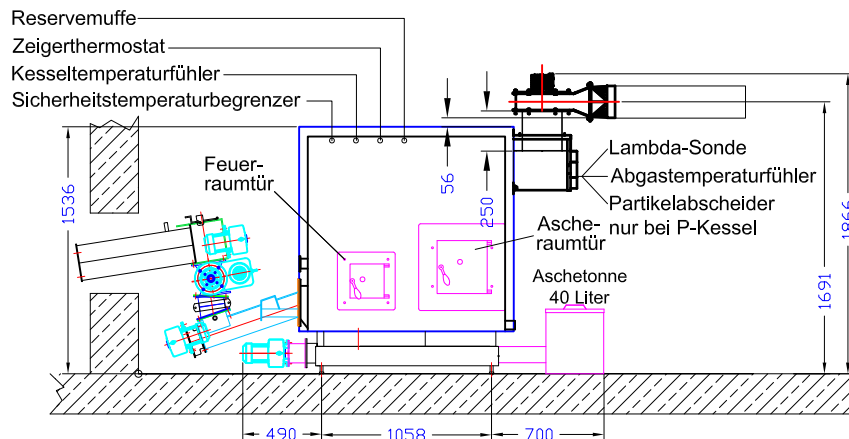 Reservemuffe
Zeigerthermostat
Kesseltemperaturfühler
Sicherheitstemperaturbegrenzer
Feuer-
raumtür
Asche-
raumtür
Lambda-Sonde
Abgastemperaturfühler
Partikelabscheider
nur bei P-Kessel
Aschetonne
40 Liter
1536
56
250
1691
1866
490
1058
700